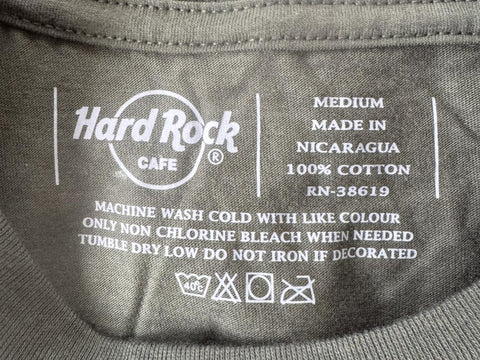 Hard Rock
CAFE
®
MEDIUM
MADE IN
NICARAGUA
100% COTTON
RN-38619
MACHINE WASH COLD WITH LIKE COLOUR
ONLY NON CHLORINE BLEACH WHEN NEEDED
TUMBLE DRY LOW DO NOT IRON IF DECORATED
40°C